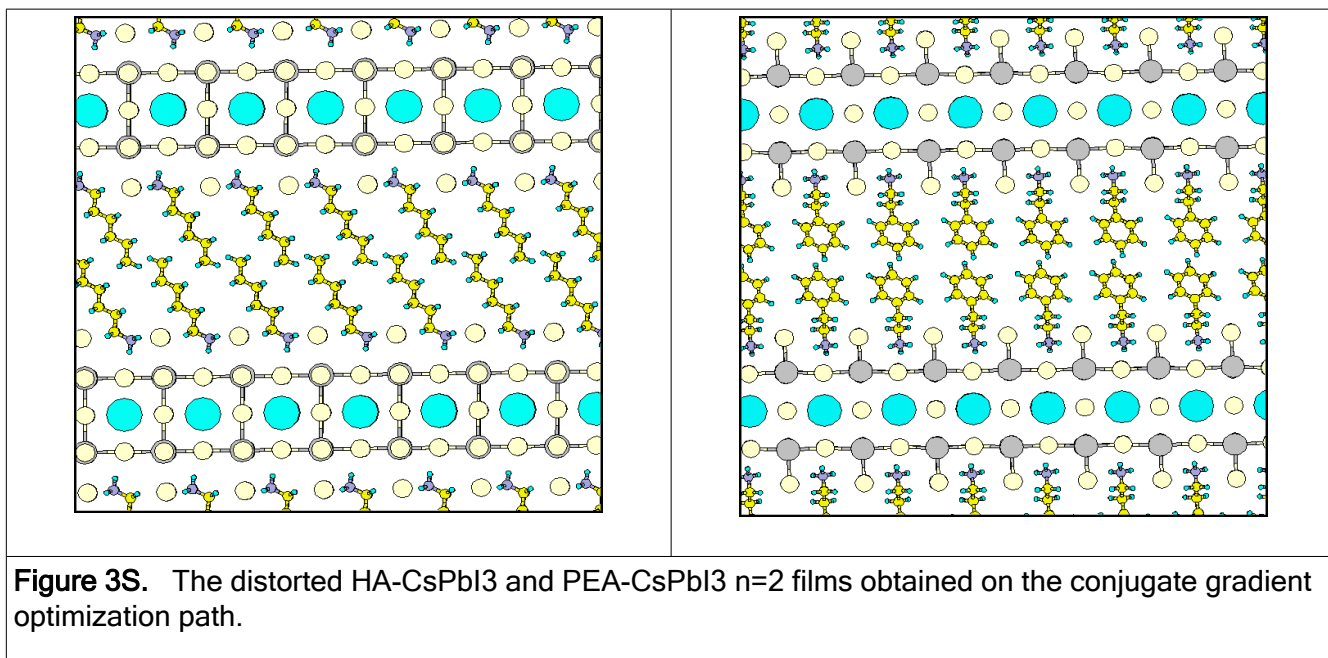 Figure 3S. The distorted HA-CsPbI3 and PEA-CsPbI3 n=2 films obtained on the conjugate gradient
optimization path.